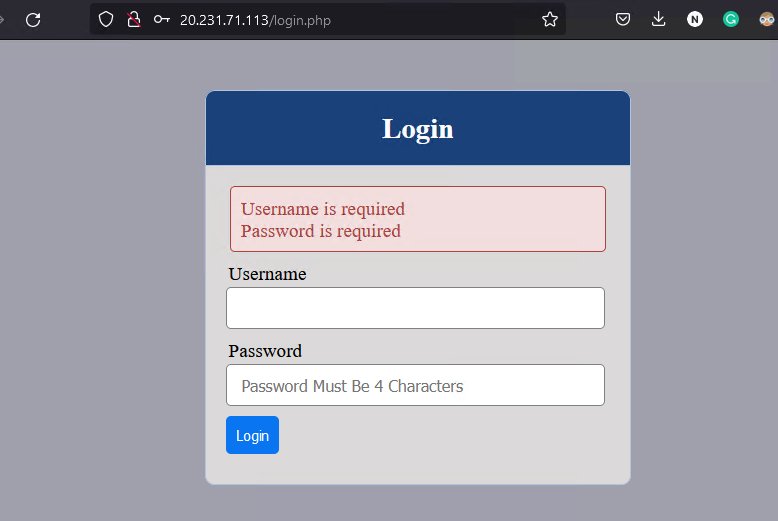 20.231.71.113/login.php
N
G
Login
Username is required
Password is required
Username
Password
Password Must Be 4 Characters
Login